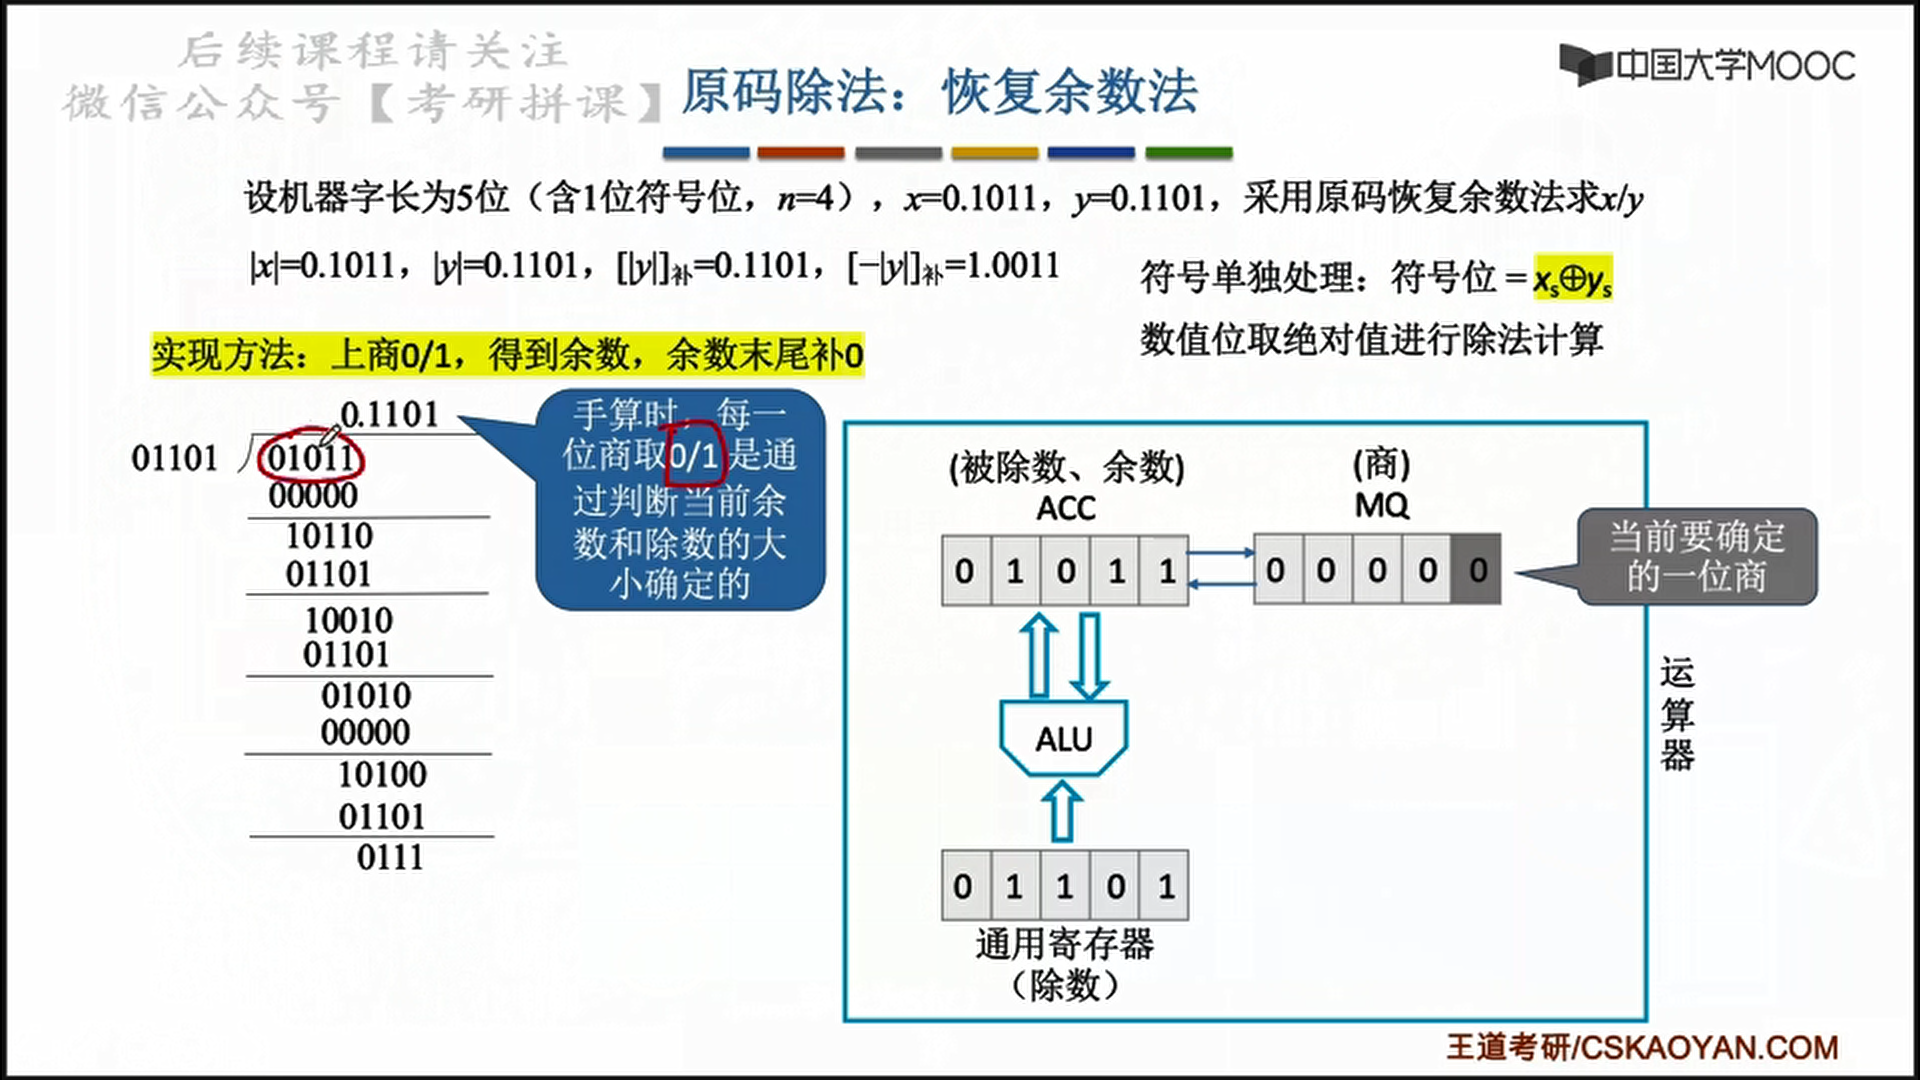 后续课程请关注
微信公众号【考研拼课】
中国大学MOOC
原码除法：恢复余数法
设机器字长为5位（含1位符号位，n=4），x=0.1011，y=0.1101，采用原码恢复余数法求x/y
|x|=0.1011，|y|=0.1101，[|y|]补=0.1101，[−|y|]补=1.0011
符号单独处理：符号位 = xs⊕ys
数值位取绝对值进行除法计算
实现方法：上商0/1，得到余数，余数末尾补0
0.1101
01101 01011
00000
10110
01101
10010
01101
01010
00000
10100
01101
0111
手算时，每一
位商取0/1是通
过判断当前余
数和除数的大
小确定的
(被除数、余数)
ACC
(商)
MQ
0 1 0 1 1
0 0 0 0 0
当前要确定
的一位商
ALU
0 1 1 0 1
通用寄存器
（除数）
运算器
王道考研/CSKAOYAN.COM